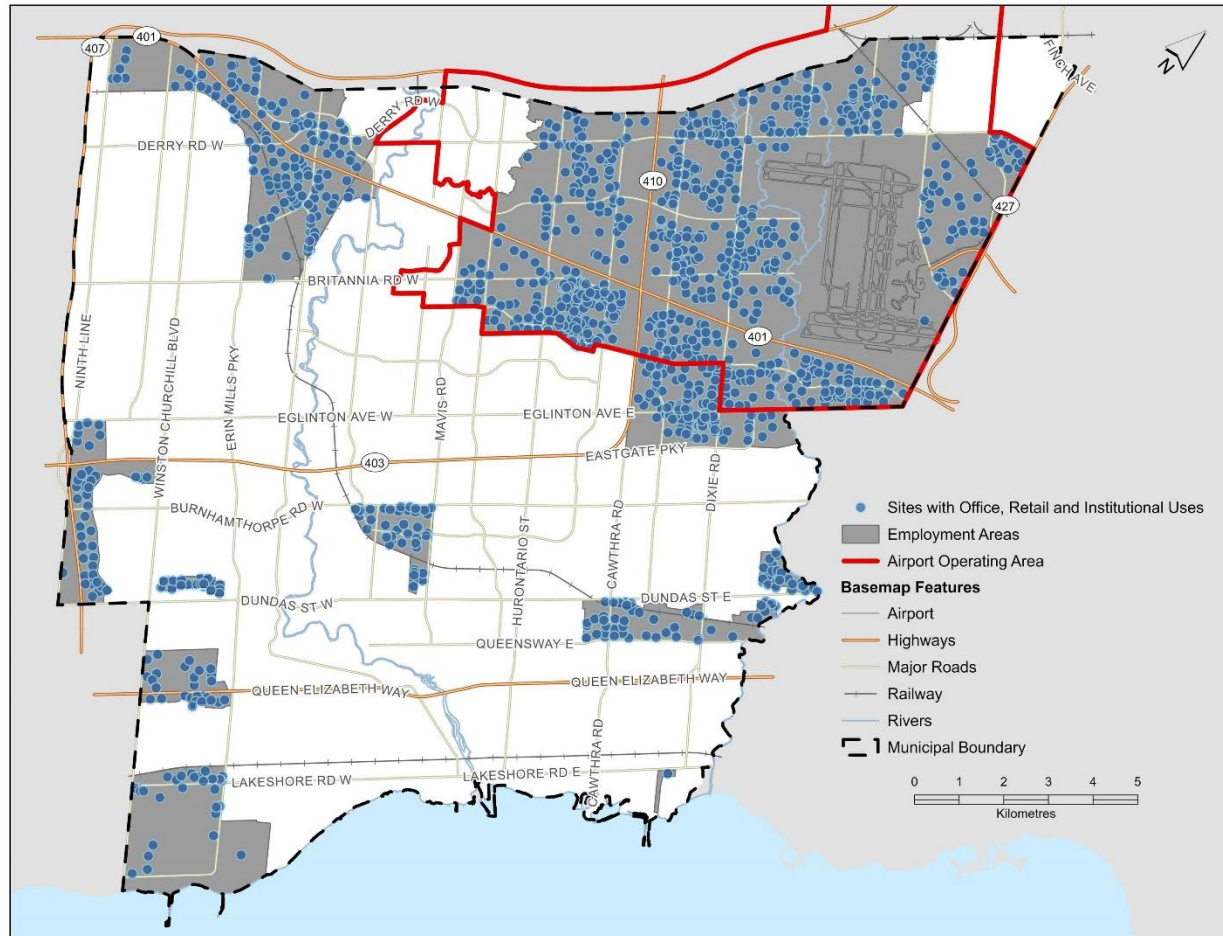 401
407
FINCH AVE
N
DERRY RD W
DERRY RD W
410
427
BRITANNIA RD W
401
NINTH LINE
WINSTON CHURCHILL BLVD
ERIN MILLS PKY
MAVIS RD
EGLINTON AVE W
EGLINTON AVE E
EASTGATE PKY
403
DIXIE RD
BURNHAMTHORPE RD W
HURONTARIO ST
CAWTHRA RD
Sites with Office, Retail and Institutional Uses
Employment Areas
Airport Operating Area
Basemap Features
Airport
Highways
Major Roads
Railway
Rivers
Municipal Boundary
DUNDAS ST W
DUNDAS ST E
QUEENSWAY E
QUEEN ELIZABETH WAY
QUEEN ELIZABETH WAY
CAWTHRA RD
LAKESHORE RD W
LAKESHORE RD E
0 1 2 3 4 5
Kilometres